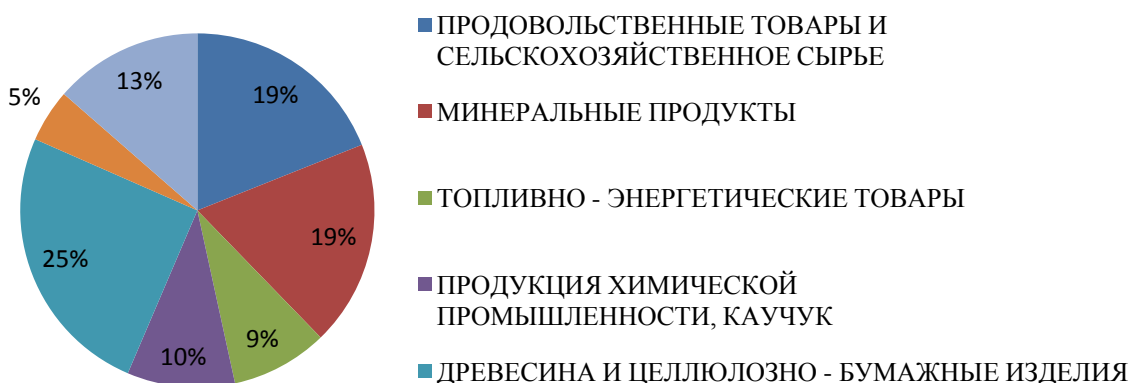 13%
19%
5%
19%
25%
9%
10%
ПРОДОВОЛЬСТВЕННЫЕ ТОВАРЫ И
СЕЛЬСКОХОЗЯЙСТВЕННОЕ СЫРЬЕ
МИНЕРАЛЬНЫЕ ПРОДУКТЫ
ТОПЛИВНО - ЭНЕРГЕТИЧЕСКИЕ ТОВАРЫ
ПРОДУКЦИЯ ХИМИЧЕСКОЙ
ПРОМЫШЛЕННОСТИ, КАУЧУК
ДРЕВЕСИНА И ЦЕЛЛЮЛОЗНО - БУМАЖНЫЕ ИЗДЕЛИЯ